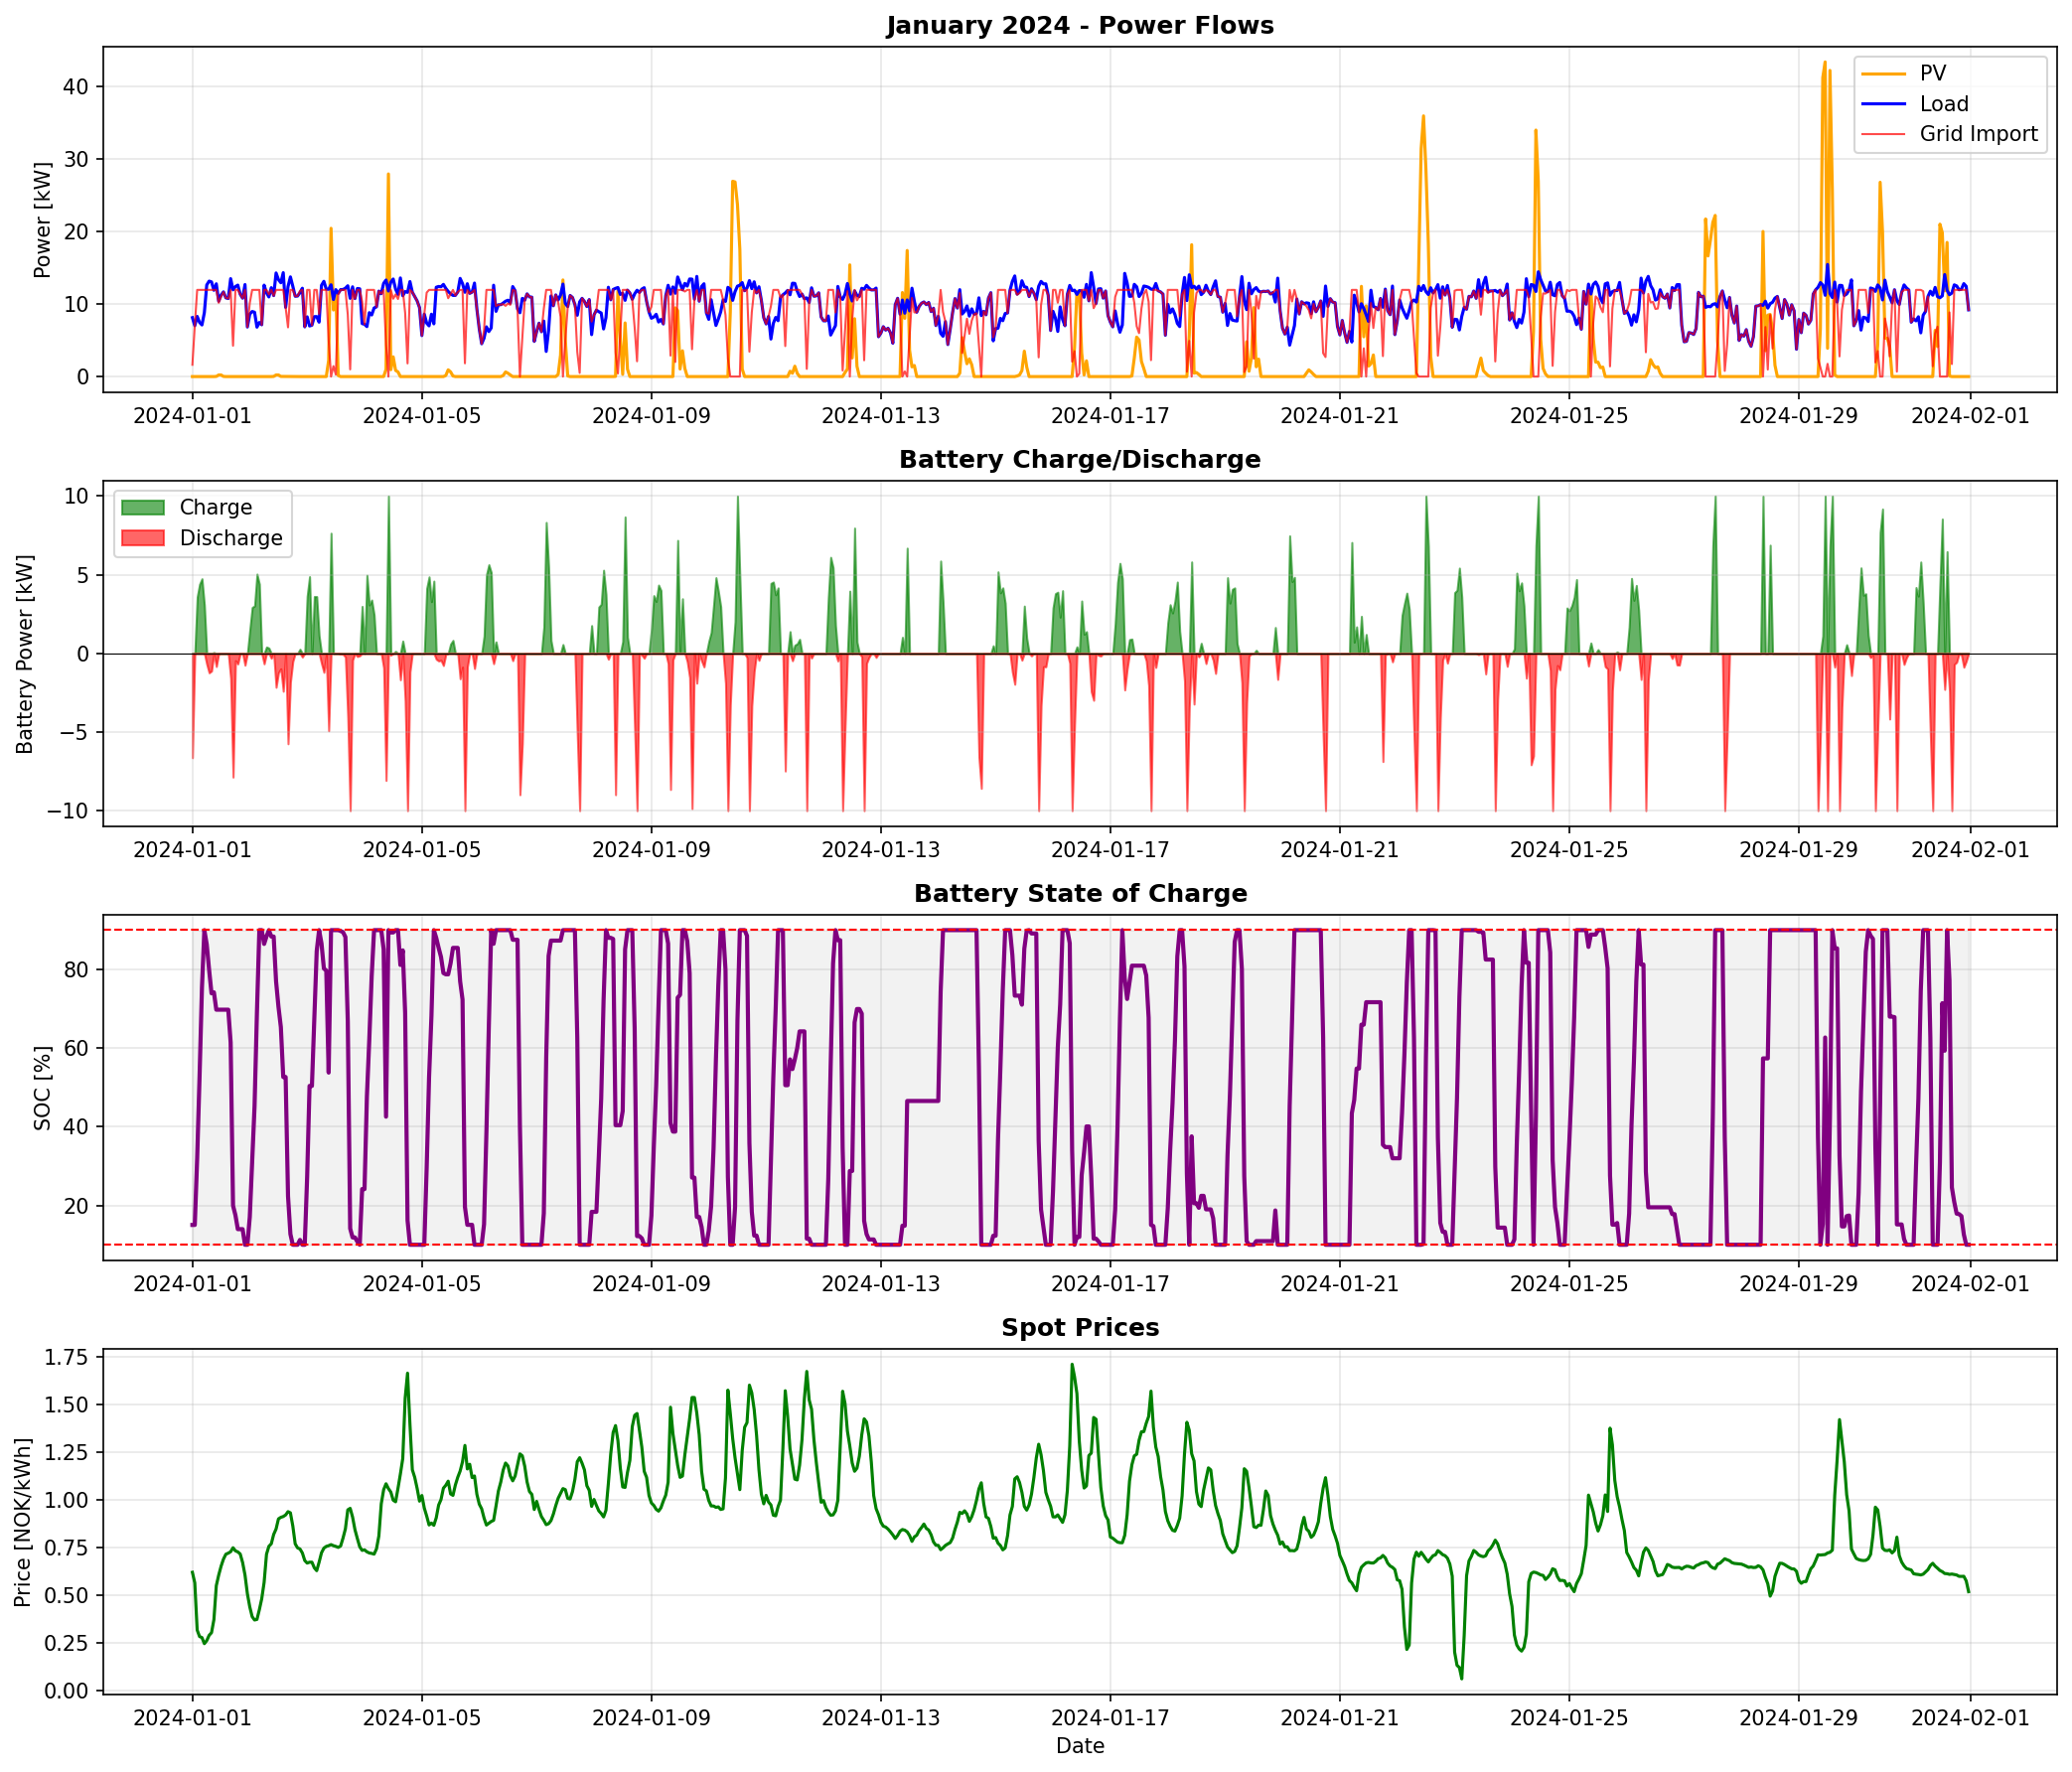 January 2024 - Power Flows
Power [kW]
40
30
20
10
0
PV
Load
Grid Import
2024-01-01 2024-01-05 2024-01-09 2024-01-13 2024-01-17 2024-01-21 2024-01-25 2024-01-29 2024-02-01
Battery Charge/Discharge
Battery Power [kW]
10
5
0
−5
−10
Charge
Discharge
2024-01-01 2024-01-05 2024-01-09 2024-01-13 2024-01-17 2024-01-21 2024-01-25 2024-01-29 2024-02-01
Battery State of Charge
SOC [%]
80
60
40
20
2024-01-01 2024-01-05 2024-01-09 2024-01-13 2024-01-17 2024-01-21 2024-01-25 2024-01-29 2024-02-01
Spot Prices
Price [NOK/kWh]
1.75
1.50
1.25
1.00
0.75
0.50
0.25
0.00
2024-01-01 2024-01-05 2024-01-09 2024-01-13 2024-01-17 2024-01-21 2024-01-25 2024-01-29 2024-02-01
Date